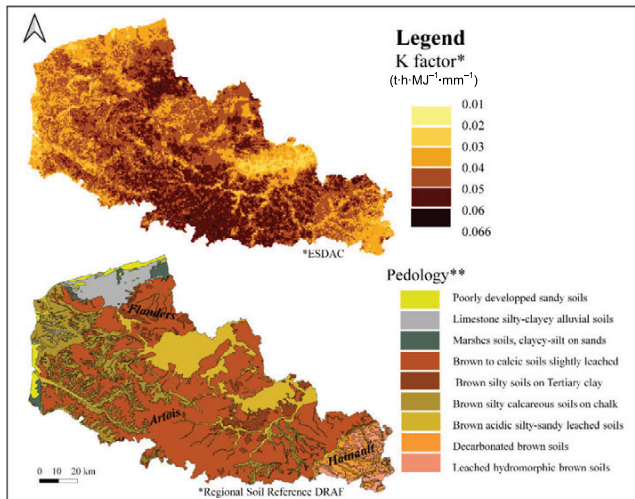 Legend
K factor*
(t·h·MJ⁻¹·mm⁻¹)
0.01
0.02
0.03
0.04
0.05
0.06
0.066
*ESDAC
Pedology**
Poorly developped sandy soils
Limestone silty-clayey alluvial soils
Marshes soils, clayey-silt on sands
Brown to calcic soils slightly leached
Brown silty soils on Tertiary clay
Brown silty calcareous soils on chalk
Brown acidic silty-sandy leached soils
Decarbonated brown soils
Leached hydromorphic brown soils
Flanders
Artois
Hainault
0 10 20 km
*Regional Soil Reference DRAF